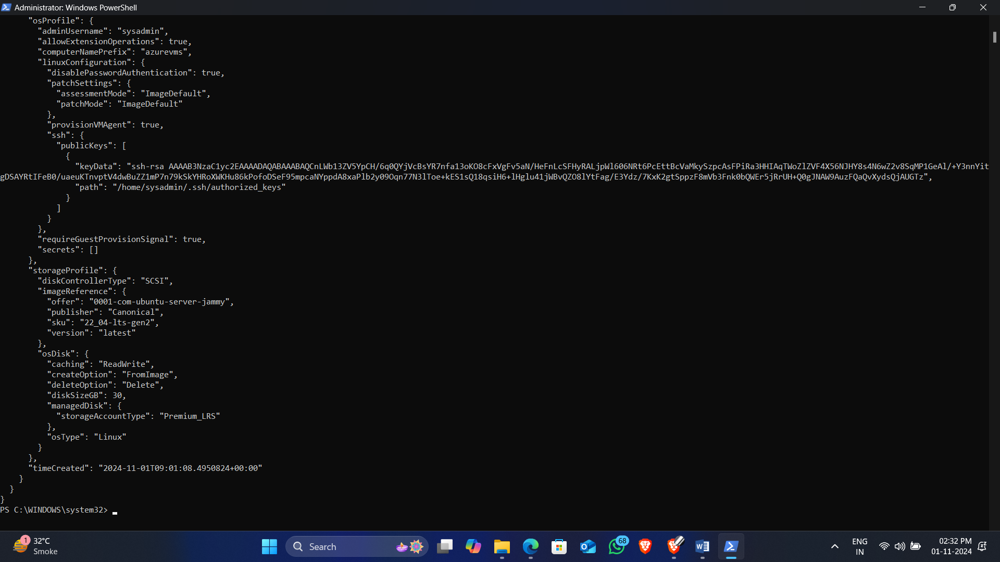 Administrator: Windows PowerShell
      "osProfile": {
        "adminUsername": "sysadmin",
        "allowExtensionOperations": true,
        "computerNamePrefix": "azurevms",
        "linuxConfiguration": {
          "disablePasswordAuthentication": true,
          "patchSettings": {
            "assessmentMode": "ImageDefault",
            "patchMode": "ImageDefault"
          },
          "provisionVMAgent": true,
          "ssh": {
            "publicKeys": [
              {
                "keyData": "ssh-rsa AAAAB3NzaC1yc2EAAAADAQABAAABAQCnLWb13ZV5YpCH/6q0QYjVcBsYR7nfa13oKO8cFxVgFv5aN/HeFnLcSFHyRALjpWl606NRt6PcEttBcVaMkySzpcAsFPiRa3HHIAqTWoZlZVF4X56NJHY8s4N6wZ2v8SqMP1GeAl/+Y3nnYit
gDSAYRtIFeB0/uaeuKTnvptV4dwBuZZ1mP7n79kSkYHRoXWKHu86kPofoDSeF95mpcaNYppdA8xaPlb2y09Oqn77N3lToe+kES1sQ18qsiH6+lHglu41jWBvQZO8lYtFag/E3Ydz/7KxK2gtSppzF8mVb3Fnk0bQWEr5jRrUH+Q0gJNAW9AuzFQaQvXydsQjAUGTz",
                "path": "/home/sysadmin/.ssh/authorized_keys"
              }
            ]
          }
        },
        "requireGuestProvisionSignal": true,
        "secrets": []
      },
      "storageProfile": {
        "diskControllerType": "SCSI",
        "imageReference": {
          "offer": "0001-com-ubuntu-server-jammy",
          "publisher": "Canonical",
          "sku": "22_04-lts-gen2",
          "version": "latest"
        },
        "osDisk": {
          "caching": "ReadWrite",
          "createOption": "FromImage",
          "deleteOption": "Delete",
          "diskSizeGB": 30,
          "managedDisk": {
            "storageAccountType": "Premium_LRS"
          },
          "osType": "Linux"
        }
      },
      "timeCreated": "2024-11-01T09:01:08.4950824+00:00"
    }
  }
}
PS C:\WINDOWS\system32>
1
32°C
Smoke
Search
68
ENG
IN
02:32 PM
01-11-2024